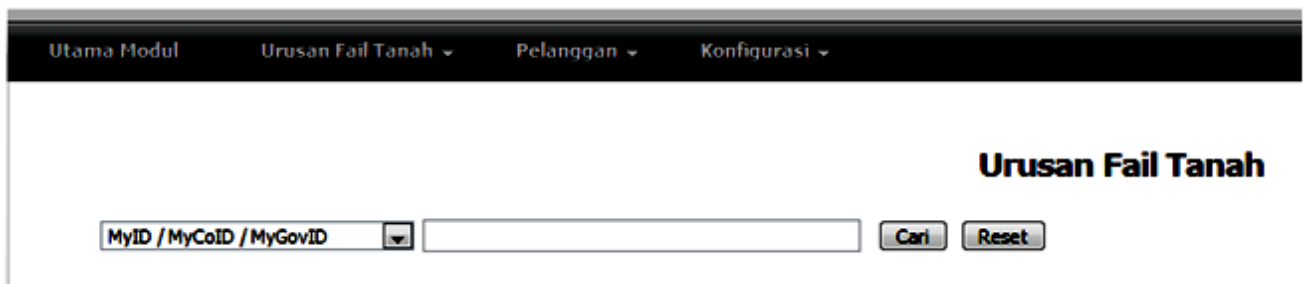 Utama Modul Urusan Fail Tanah Pelanggan Konfigurasi
Urusan Fail Tanah
MyID / MyCoID / MyGovID Cari Reset